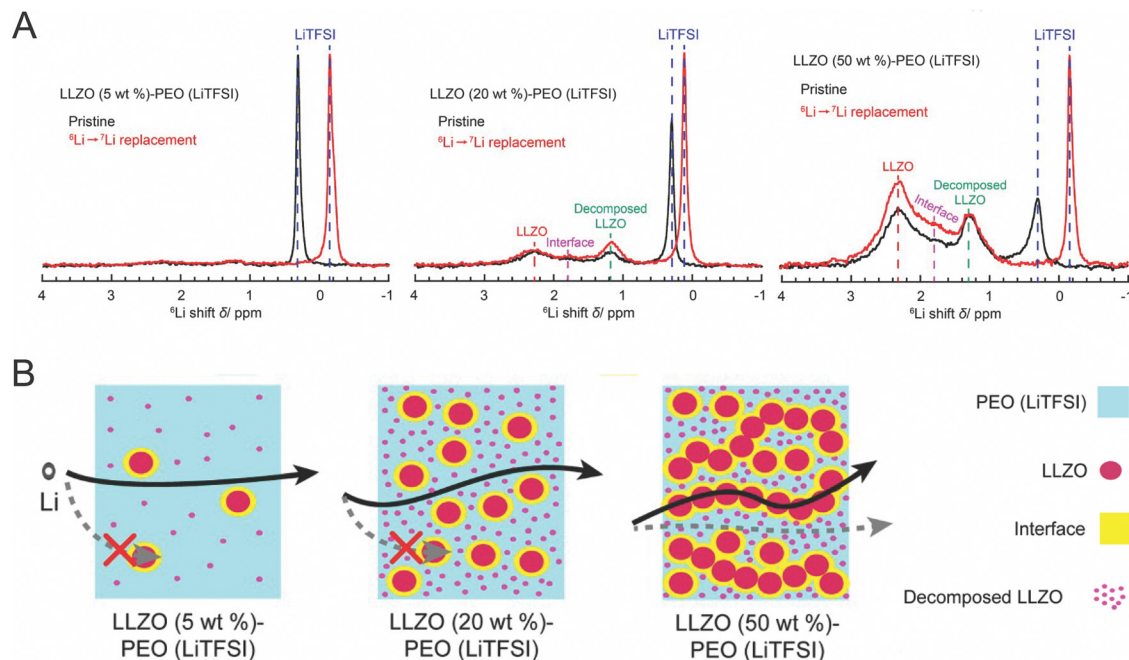 A
LiTFSI
LLZO (5 wt %)-PEO (LiTFSI)
Pristine
⁶Li→⁷Li replacement
4 3 2 1 0 -1
⁶Li shift δ/ ppm
LiTFSI
LLZO (20 wt %)-PEO (LiTFSI)
Pristine
⁶Li→⁷Li replacement
Decomposed
LLZO
LLZO
Interface
4 3 2 1 0 -1
⁶Li shift δ/ ppm
LiTFSI
LLZO (50 wt %)-PEO (LiTFSI)
Pristine
⁶Li→⁷Li replacement
LLZO
Interface
Decomposed
LLZO
4 3 2 1 0 -1
⁶Li shift δ/ ppm
B
Li
LLZO (5 wt %)-
PEO (LiTFSI)
LLZO (20 wt %)-
PEO (LiTFSI)
LLZO (50 wt %)-
PEO (LiTFSI)
PEO (LiTFSI)
LLZO
Interface
Decomposed LLZO